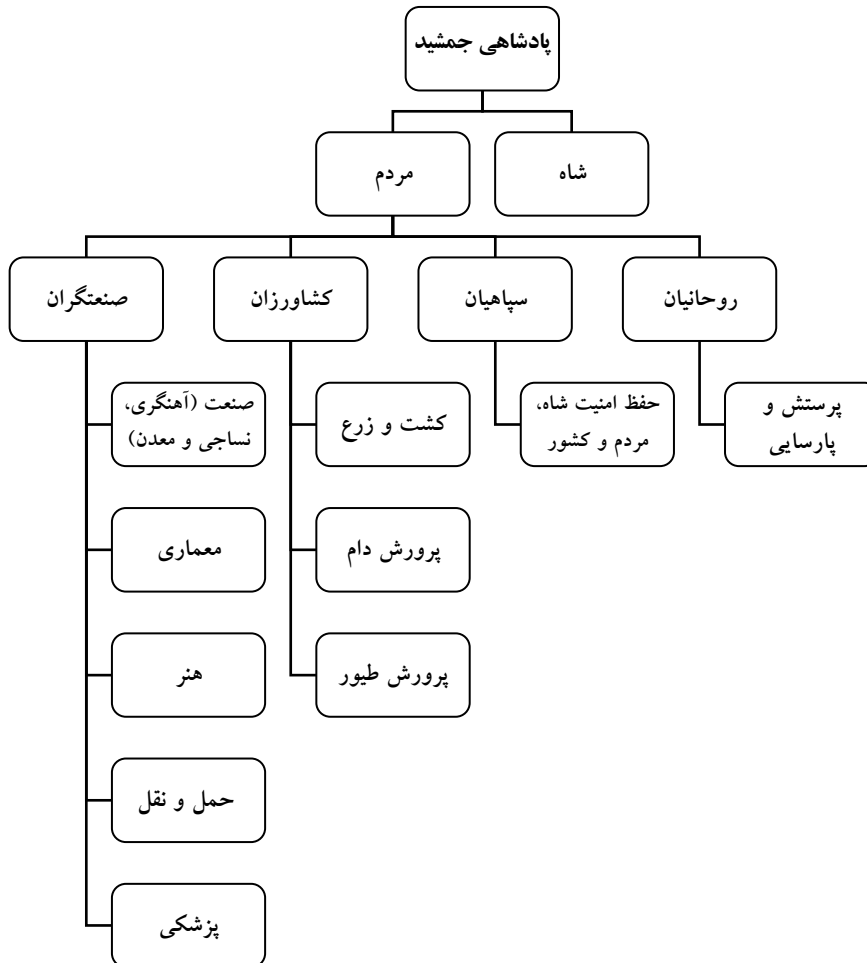 پادشاهی جمشید
شاه
مردم
روحانیان
سپاهیان
کشاورزان
صنعتگران
پرستش و
پارسایی
حفظ امنیت شاه،
مردم و کشور
کشت و زرع
صنعت (آهنگری،
نساجی و معدن)
پرورش دام
معماری
پرورش طیور
هنر
حمل و نقل
پزشکی